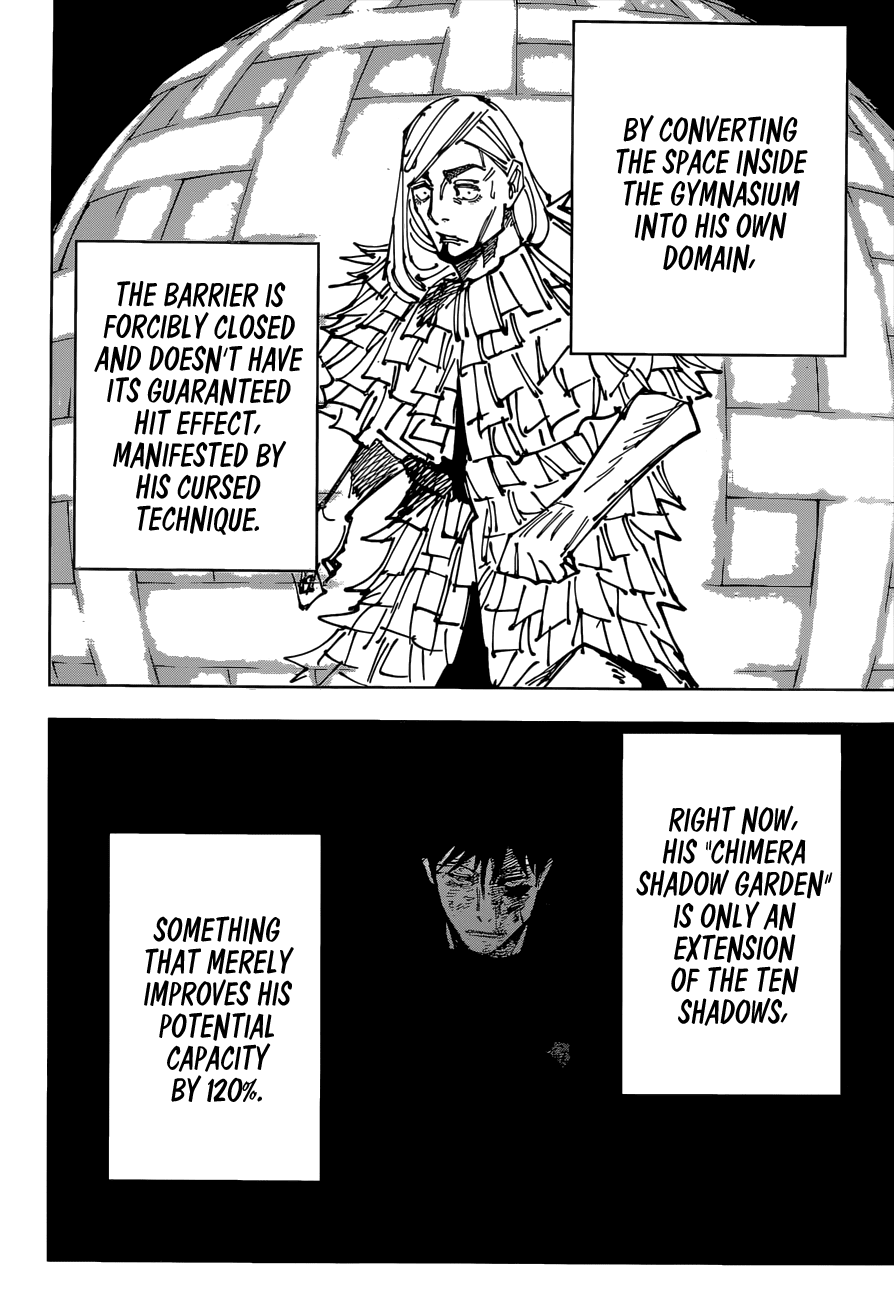 BY CONVERTING
THE SPACE INSIDE
THE GYMNASIUM
INTO HIS OWN
DOMAIN,
THE BARRIER IS
FORCIBLY CLOSED
AND DOESN'T HAVE
ITS GUARANTEED
HIT EFFECT,
MANIFESTED BY
HIS CURSED
TECHNIQUE.
RIGHT NOW,
HIS "CHIMERA
SHADOW GARDEN"
IS ONLY AN
EXTENSION
OF THE TEN
SHADOWS,
SOMETHING
THAT MERELY
IMPROVES HIS
POTENTIAL
CAPACITY
BY 120%.